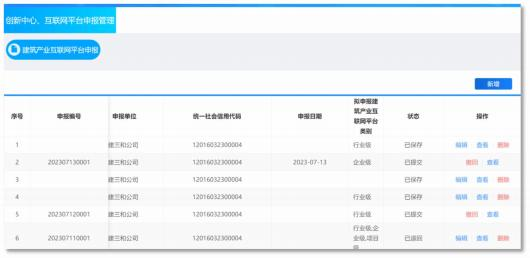 创新中心、互联网平台申报管理
建筑产业互联网平台申报
新增
序号 申报编号 申报单位 统一社会信用代码 申报日期 拟申报建筑产业互联网平台类别 状态 操作
1 建三和公司 12016032300004 行业级 已保存 编辑 查看 删除
2 202307130001 建三和公司 12016032300004 2023-07-13 企业级 已提交 撤回 查看
3 建三和公司 12016032300004 已保存 编辑 查看 删除
4 建三和公司 12016032300004 行业级 已保存 编辑 查看 删除
5 202307120001 建三和公司 12016032300004 行业级 已提交 撤回 查看
6 202307110001 建三和公司 12016032300004 行业级,企业级,项目级 已退回 编辑 查看 删除